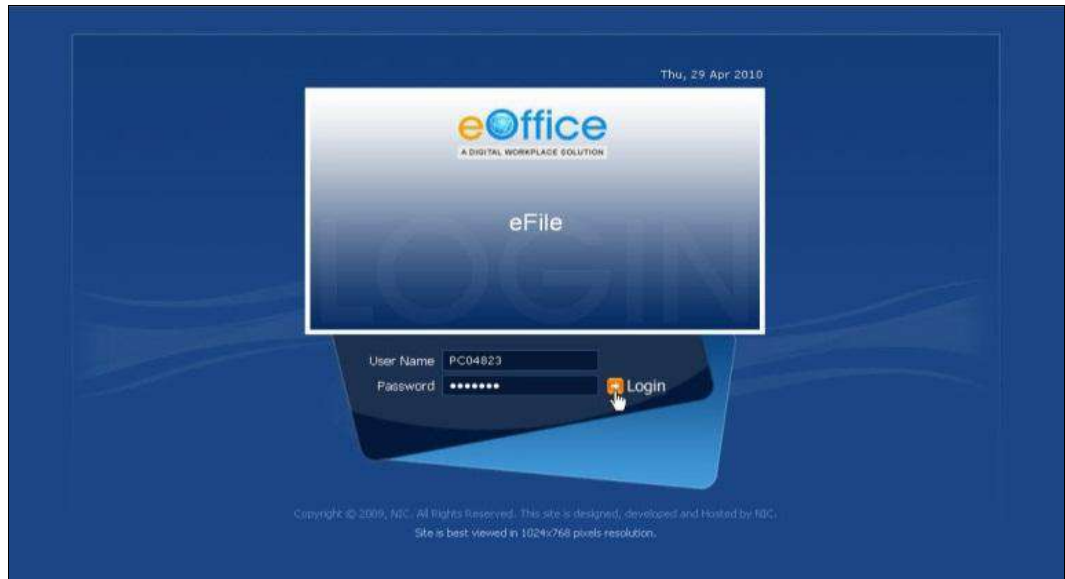 Thu, 29 Apr 2010
eOffice
A DIGITAL WORKPLACE SOLUTION
eFile
LOGIN
User Name PC04823
Password •••••••
Login
Copyright © 2009, NIC. All Rights Reserved. This site is designed, developed and Hosted by NIC.
Site is best viewed in 1024x768 pixels resolution.